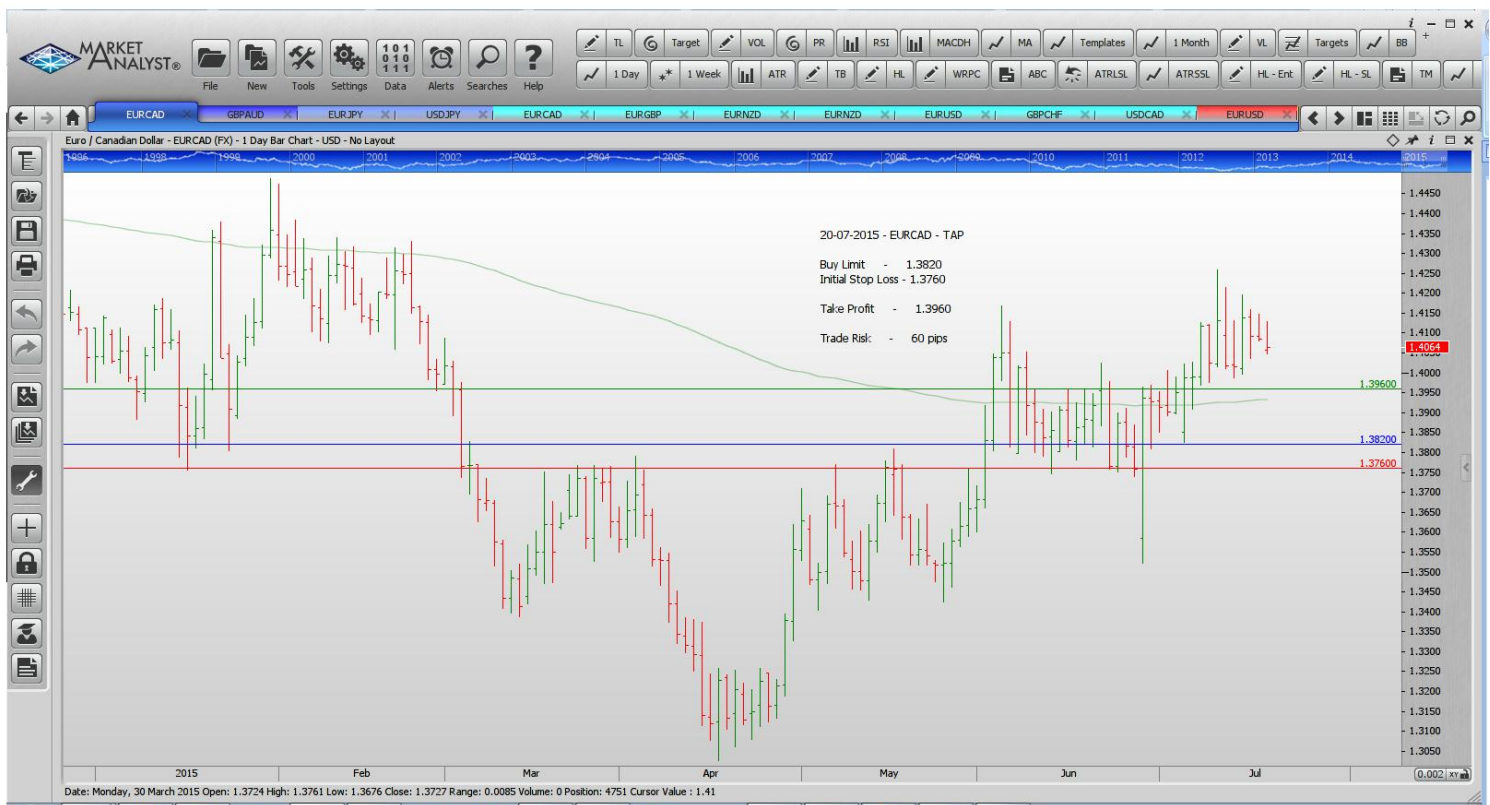 MARKET
ANALYST®
File New Tools Settings Data Alerts Searches Help
i
TL Target VOL PR RSI MACDH MA Templates 1 Month VL Targets BB
1 Day 1 Week ATR TB HL WRPC ABC ATRLSL ATRSSL HL - Ent HL - SL TM
EURCAD GBPAUD EURJPY USDJPY EURCAD EURGBP EURNZD EURNZD EURUSD GBPCHF USDCAD EURUSD
Euro / Canadian Dollar - EURCAD (FX) - 1 Day Bar Chart - USD - No Layout
1996 1998 1999 2000 2001 2002 2003 2004 2005 2006 2007 2008 2009 2010 2011 2012 2013 2014 2015
20-07-2015 - EURCAD - TAP
Buy Limit - 1.3820
Initial Stop Loss - 1.3760
Take Profit - 1.3960
Trade Risk - 60 pips
1.4450
1.4400
1.4350
1.4300
1.4250
1.4200
1.4150
1.4100
1.4064
1.4000
1.39600
1.3950
1.3900
1.3850
1.38200
1.3800
1.37600
1.3750
1.3700
1.3650
1.3600
1.3550
1.3500
1.3450
1.3400
1.3350
1.3300
1.3250
1.3200
1.3150
1.3100
1.3050
2015 Feb Mar Apr May Jun Jul
0.002 XY
Date: Monday, 30 March 2015 Open: 1.3724 High: 1.3761 Low: 1.3676 Close: 1.3727 Range: 0.0085 Volume: 0 Position: 4751 Cursor Value : 1.41